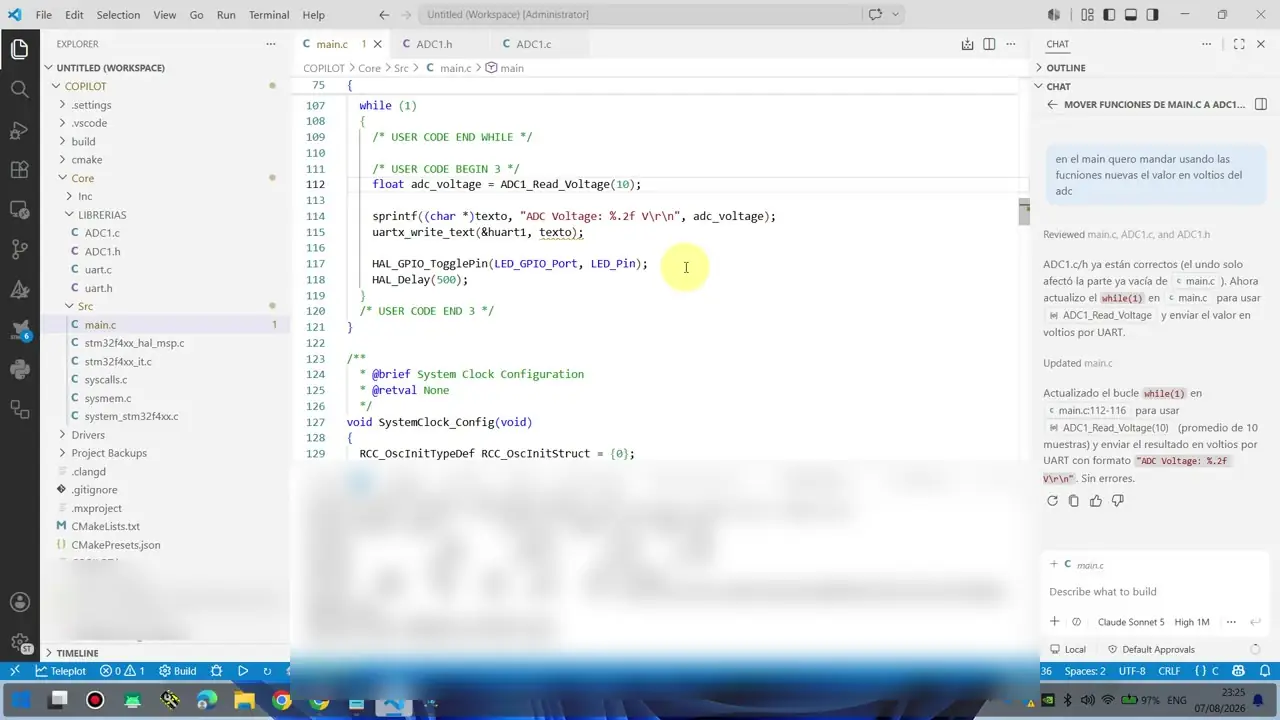 File Edit Selection View Go Run Terminal Help
Untitled (Workspace) [Administrator]
EXPLORER
UNTITLED (WORKSPACE)
COPILOT
.settings
.vscode
build
cmake
Core
Inc
LIBRERIAS
ADC1.c
ADC1.h
uart.c
uart.h
Src
main.c 1
stm32f4xx_hal_msp.c
stm32f4xx_it.c
syscalls.c
sysmem.c
system_stm32f4xx.c
Drivers
Project Backups
.clangd
.gitignore
.mxproject
CMakeLists.txt
CMakePresets.json
TIMELINE
main.c 1 ADC1.h ADC1.c
COPILOT > Core > Src > main.c > main
75 {
107 while (1)
108 {
109 /* USER CODE END WHILE */
110
111 /* USER CODE BEGIN 3 */
112 float adc_voltage = ADC1_Read_Voltage(10);
113
114 sprintf((char *)texto, "ADC Voltage: %.2f V\r\n", adc_voltage);
115 uartx_write_text(&huart1, texto);
116
117 HAL_GPIO_TogglePin(LED_GPIO_Port, LED_Pin);
118 HAL_Delay(500);
119 }
120 /* USER CODE END 3 */
121 }
122
123 /**
124 * @brief System Clock Configuration
125 * @retval None
126 */
127 void SystemClock_Config(void)
128 {
129 RCC_OscInitTypeDef RCC_OscInitStruct = {0};
CHAT
OUTLINE
CHAT
MOVER FUNCIONES DE MAIN.C A ADC1...
en el main quero mandar usando las
fucniones nuevas el valor en voltios del
adc
Reviewed main.c, ADC1.c, and ADC1.h
ADC1.c/h ya están correctos (el undo solo
afectó la parte ya vacía de main.c ). Ahora
actualizo el while(1) en main.c para usar
ADC1_Read_Voltage y enviar el valor en
voltios por UART.
Updated main.c
Actualizado el bucle while(1) en
main.c:112-116 para usar
ADC1_Read_Voltage(10) (promedio de 10
muestras) y enviar el resultado en voltios por
UART con formato "ADC Voltage: %.2f
V\r\n". Sin errores.
main.c
Describe what to build
Claude Sonnet 5 High 1M
Local Default Approvals
Teleplot 0 1 Build
36 Spaces: 2 UTF-8 CRLF {} C
6
ST
97% ENG
23:25
07/08/2026